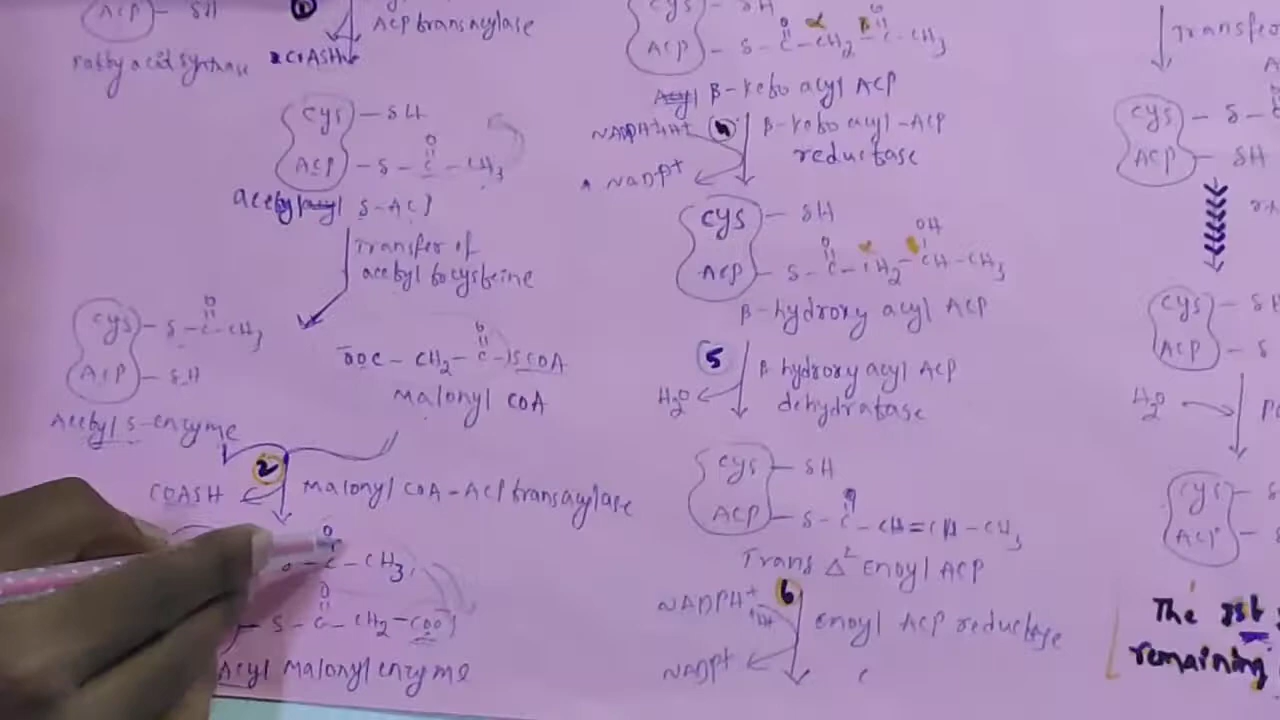 ACP - SH
Fatty acid synthase
1
ACP transacylase
2 COASH
Cys - SH
O
ACP - S - C - CH3
acetyl S-ACP
Transfer of
acetyl to cysteine
O
Cys - S - C - CH3
ACP - SH
Acetyl S-enzyme
O
ŌOC - CH2 - C - SCOA
malonyl COA
2
COASH
malonyl COA - ACP transacylase
O
C - CH3
O
S - C - CH2 - COO
Acyl malonyl enzyme
Cys - SH
O α β O
ACP - S - C - CH2 - C - CH3
β-keto acyl ACP
NADPH+H+
4
β-keto acyl-ACP
reductase
NADP+
Cys - SH
O α OH
ACP - S - C - CH2 - CH - CH3
β-hydroxy acyl ACP
5
H2O
β hydroxy acyl ACP
dehydratase
Cys - SH
O
ACP - S - C - CH = CH - CH3
Trans Δ2 Enoyl ACP
NADPH+
+H+
6
Enoyl ACP reductase
NADP+
Transfe
Cys - S - C
ACP - SH
Cys - S
ACP - S
H2O
Cys - S
ACP - S
The
remaining